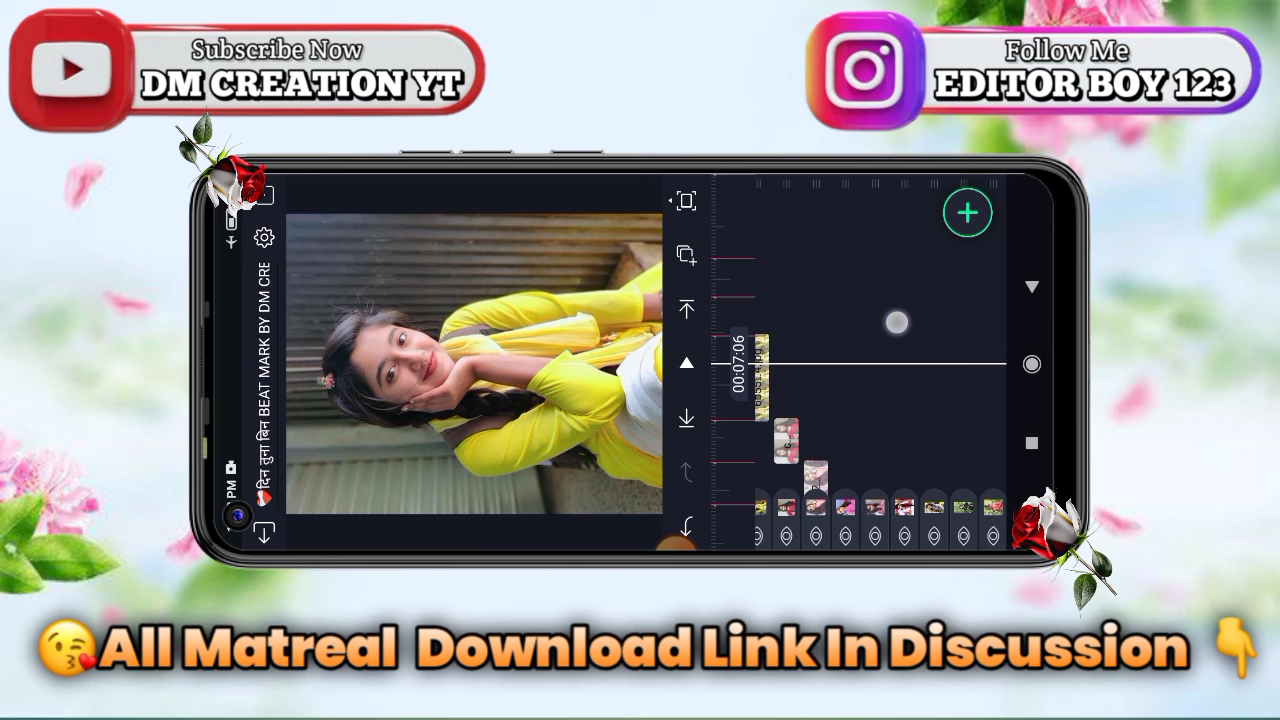 Subscribe Now
DM CREATION YT
Follow Me
EDITOR BOY 123
PM
दिन तुना बिन BEAT MARK BY DM CRE
00:07:06
😘All Matreal Download Link In Discussion 👇